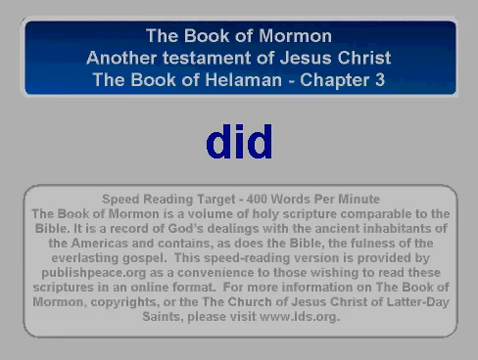 The Book of Mormon
Another testament of Jesus Christ
The Book of Helaman - Chapter 3
did
Speed Reading Target - 400 Words Per Minute
The Book of Mormon is a volume of holy scripture comparable to the
Bible. It is a record of God's dealings with the ancient inhabitants of
the Americas and contains, as does the Bible, the fulness of the
everlasting gospel. This speed-reading version is provided by
publishpeace.org as a convenience to those wishing to read these
scriptures in an online format. For more information on The Book of
Mormon, copyrights, or the The Church of Jesus Christ of Latter-Day
Saints, please visit www.lds.org.